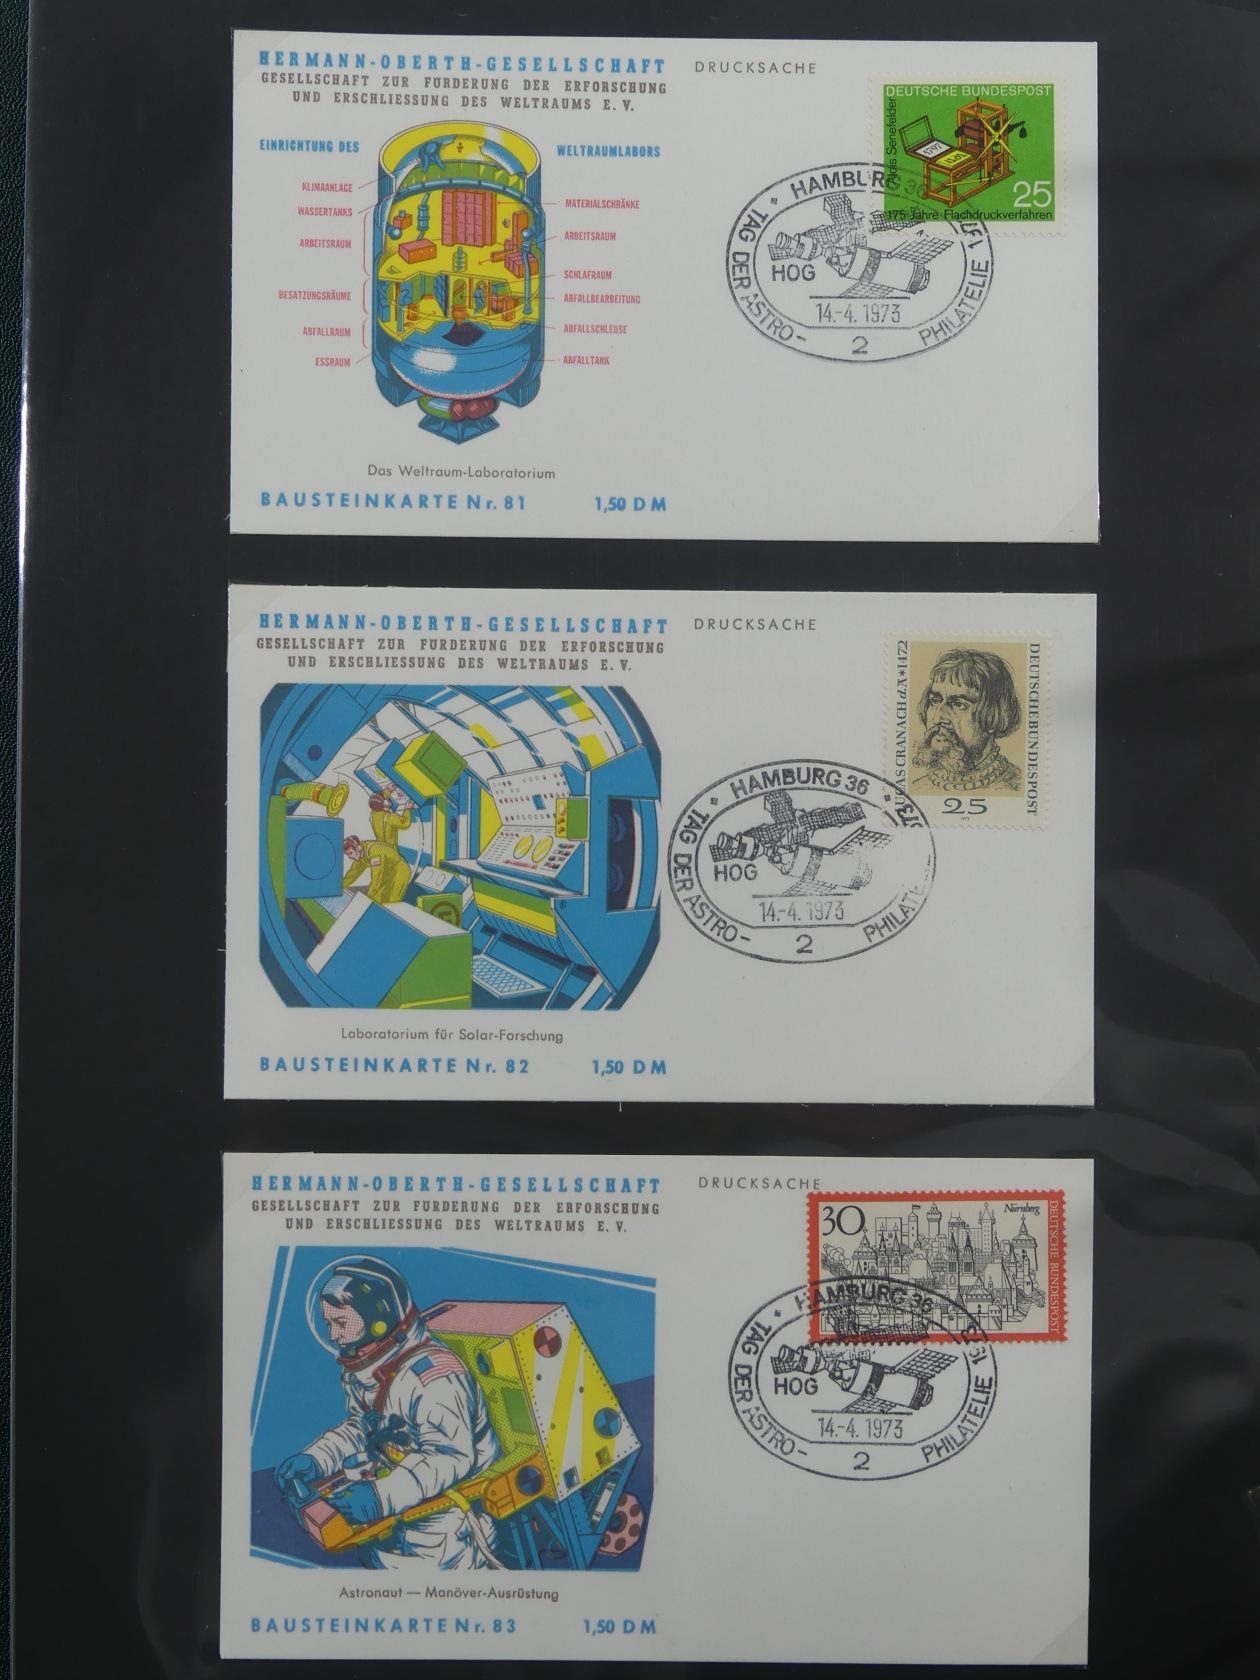 HERMANN-OBERTH-GESELLSCHAFT
GESELLSCHAFT ZUR FÖRDERUNG DER ERFORSCHUNG
UND ERSCHLIESSUNG DES WELTRAUMS E. V.
DRUCKSACHE
EINRICHTUNG DES WELTRAUMLABORS
KLIMAANLAGE
WASSERTANKS
ARBEITSRAUM
BESATZUNGSRÄUME
ABFALLRAUM
ESSRAUM
MATERIALSCHRÄNKE
ARBEITSRAUM
SCHLAFRAUM
ABFALLBEARBEITUNG
ABFALLSCHLEUSE
ABFALLTANK
Das Weltraum-Laboratorium
BAUSTEINKARTE Nr. 81 1,50 DM
DEUTSCHE BUNDESPOST
Alois Senefelder
1797
25
175 Jahre Flachdruckverfahren
HAMBURG 36
TAG DER ASTRO-PHILATELIE 1973
HOG
14.-4. 1973
2
HERMANN-OBERTH-GESELLSCHAFT
GESELLSCHAFT ZUR FÖRDERUNG DER ERFORSCHUNG
UND ERSCHLIESSUNG DES WELTRAUMS E. V.
DRUCKSACHE
Laboratorium für Solar-Forschung
BAUSTEINKARTE Nr. 82 1,50 DM
LUCAS CRANACH d.Ä*1472
DEUTSCHE BUNDESPOST
25
1972
HAMBURG 36
TAG DER ASTRO-
HOG
14.-4. 1973
2
HERMANN-OBERTH-GESELLSCHAFT
GESELLSCHAFT ZUR FÖRDERUNG DER ERFORSCHUNG
UND ERSCHLIESSUNG DES WELTRAUMS E. V.
DRUCKSACHE
Astronaut — Manöver-Ausrüstung
BAUSTEINKARTE Nr. 83 1,50 DM
30
Nürnberg
DEUTSCHE BUNDESPOST
HAMBURG 36
TAG DER ASTRO-PHILATELIE 1973
HOG
14.-4. 1973
2